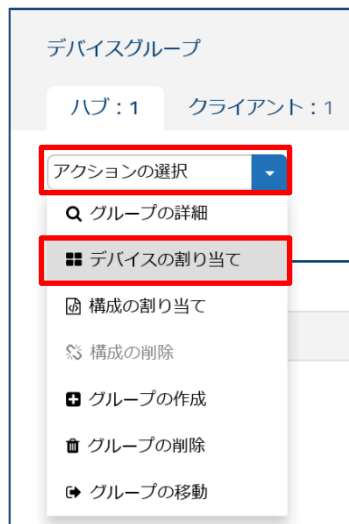 デバイスグループ
ハブ：1 クライアント：1
アクションの選択
グループの詳細
デバイスの割り当て
構成の割り当て
構成の削除
グループの作成
グループの削除
グループの移動